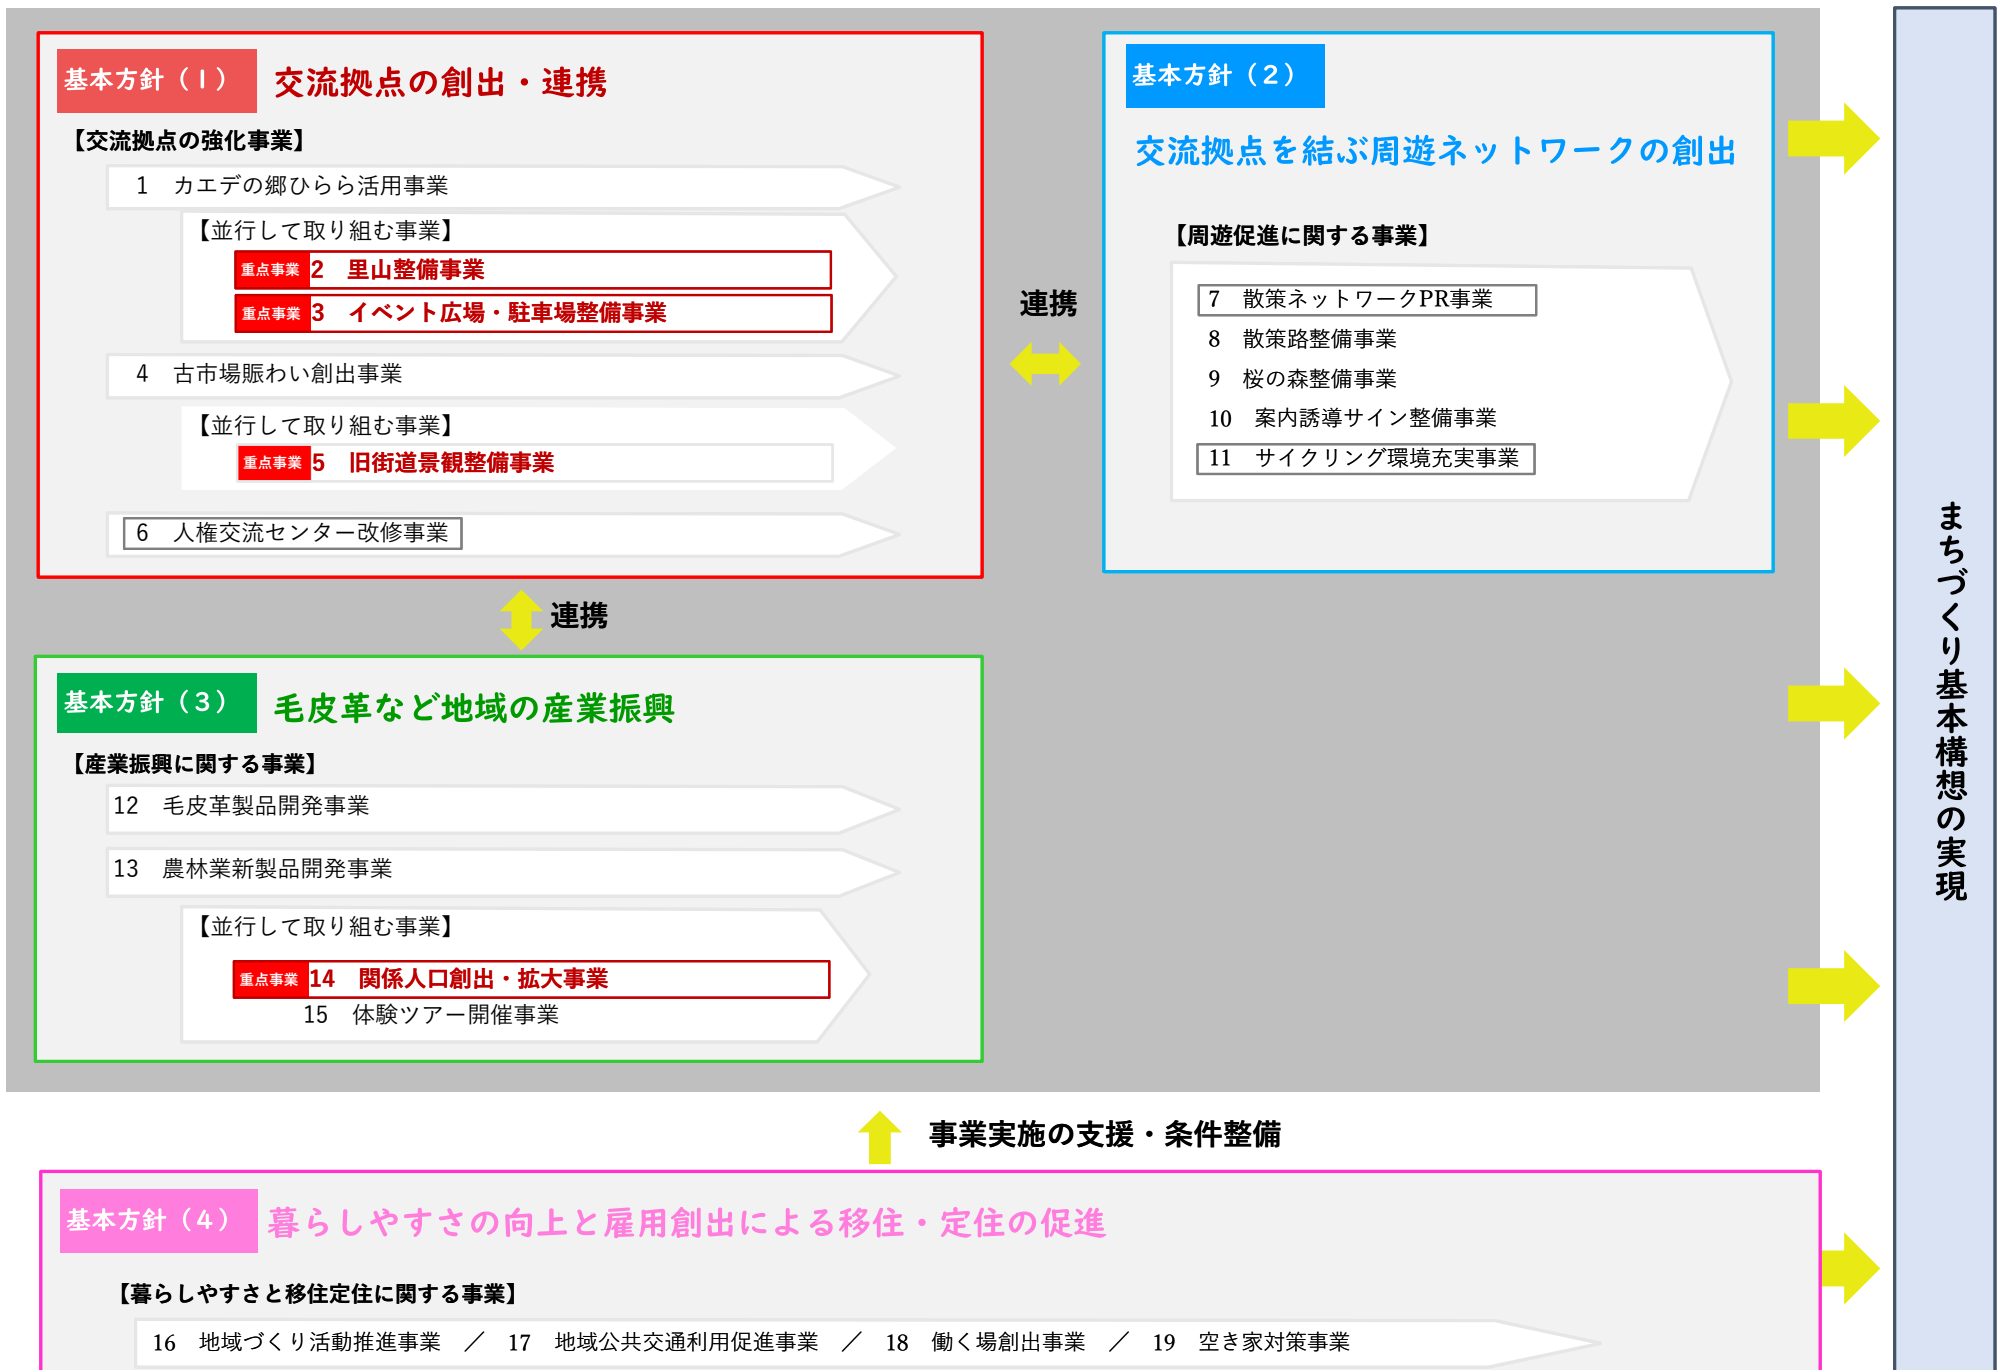 基本方針（1）
交流拠点の創出・連携
【交流拠点の強化事業】
1　カエデの郷ひらら活用事業
【並行して取り組む事業】
重点事業 2　里山整備事業
重点事業 3　イベント広場・駐車場整備事業
4　古市場賑わい創出事業
【並行して取り組む事業】
重点事業 5　旧街道景観整備事業
6　人権交流センター改修事業
連携
基本方針（2）
交流拠点を結ぶ周遊ネットワークの創出
【周遊促進に関する事業】
7　散策ネットワークPR事業
8　散策路整備事業
9　桜の森整備事業
10　案内誘導サイン整備事業
11　サイクリング環境充実事業
連携
基本方針（3）
毛皮革など地域の産業振興
【産業振興に関する事業】
12　毛皮革製品開発事業
13　農林業新製品開発事業
【並行して取り組む事業】
重点事業 14　関係人口創出・拡大事業
15　体験ツアー開催事業
事業実施の支援・条件整備
基本方針（4）
暮らしやすさの向上と雇用創出による移住・定住の促進
【暮らしやすさと移住定住に関する事業】
16　地域づくり活動推進事業　／　17　地域公共交通利用促進事業　／　18　働く場創出事業　／　19　空き家対策事業
まちづくり基本構想の実現